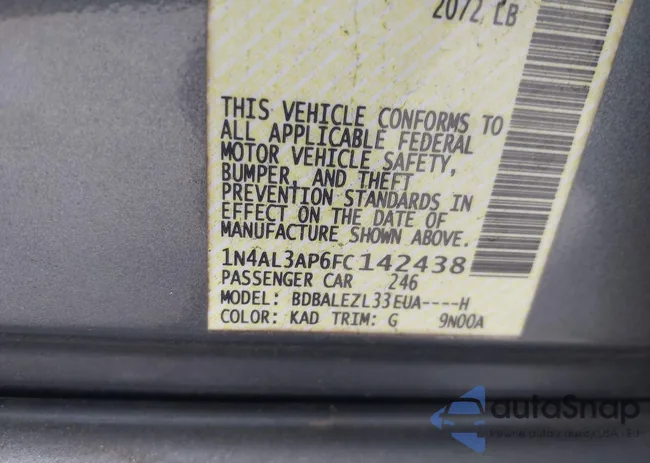 2072 LB
THIS VEHICLE CONFORMS TO
ALL APPLICABLE FEDERAL
MOTOR VEHICLE SAFETY,
BUMPER, AND THEFT
PREVENTION STANDARDS IN
EFFECT ON THE DATE OF
MANUFACTURE SHOWN ABOVE.
1N4AL3AP6FC142438
PASSENGER CAR 246
MODEL: BDBALEZL33EUA----H
COLOR: KAD TRIM: G 9N00A
autoSnap